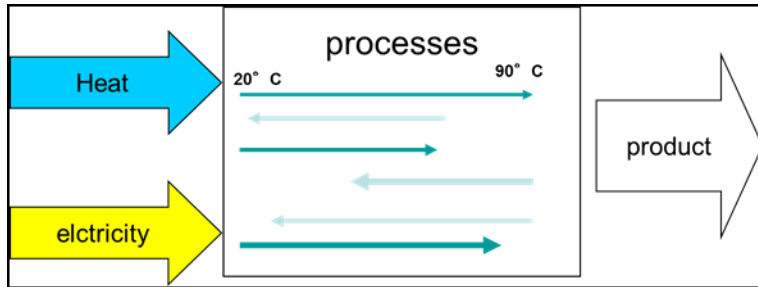 processes
20° C
90° C
Heat
product
elctricity